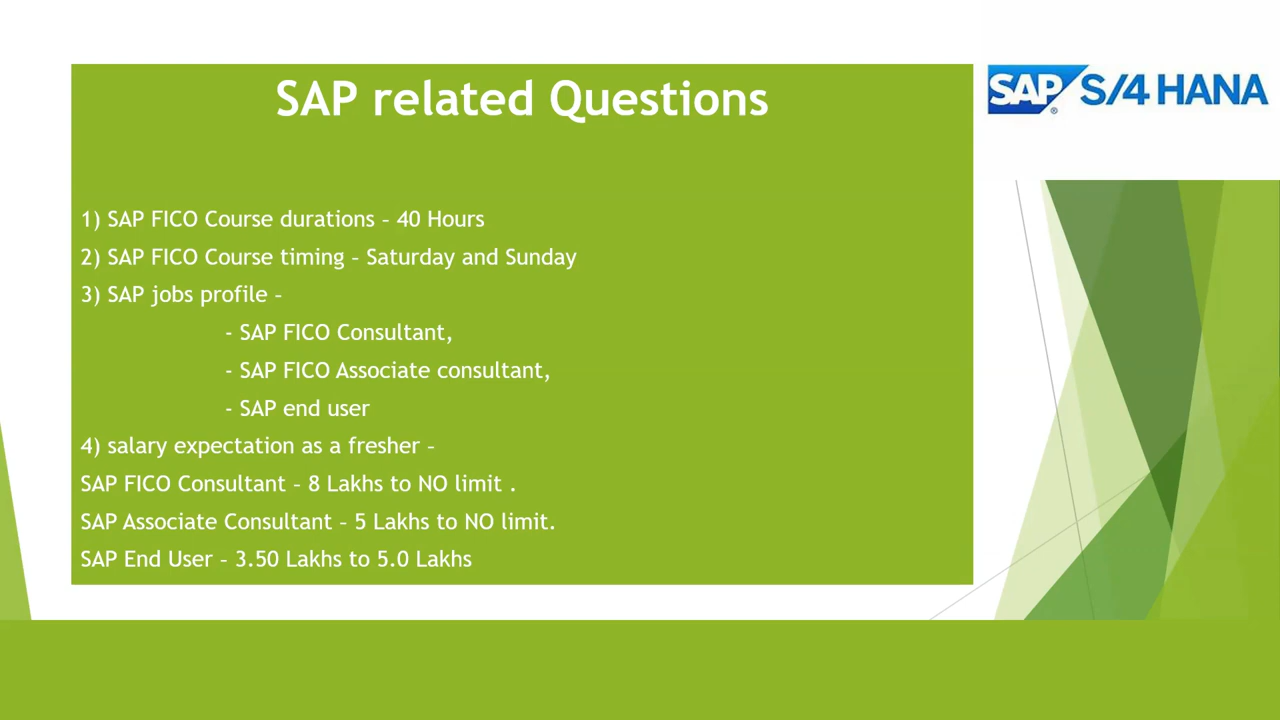 SAP related Questions
SAP S/4 HANA
®
1) SAP FICO Course durations – 40 Hours
2) SAP FICO Course timing – Saturday and Sunday
3) SAP jobs profile –
- SAP FICO Consultant,
- SAP FICO Associate consultant,
- SAP end user
4) salary expectation as a fresher –
SAP FICO Consultant – 8 Lakhs to NO limit .
SAP Associate Consultant – 5 Lakhs to NO limit.
SAP End User – 3.50 Lakhs to 5.0 Lakhs